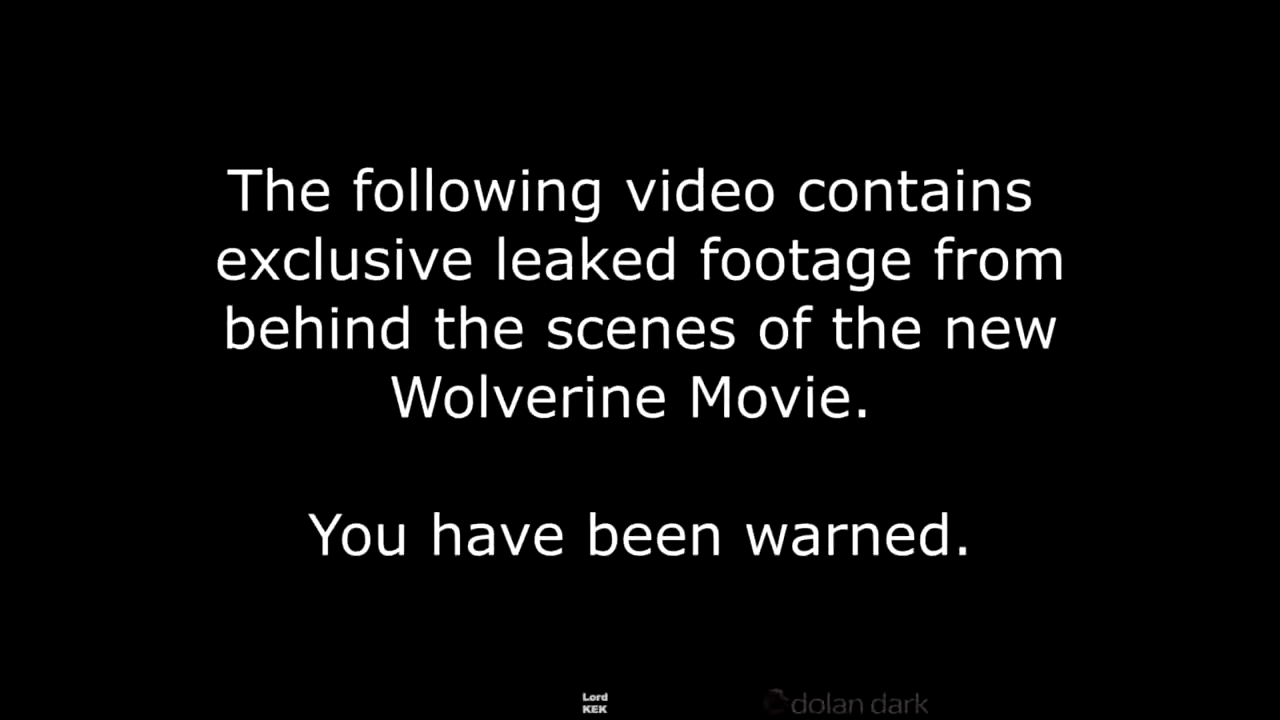 The following video contains
exclusive leaked footage from
behind the scenes of the new
Wolverine Movie.
You have been warned.
Lord
KEK
dolan dark